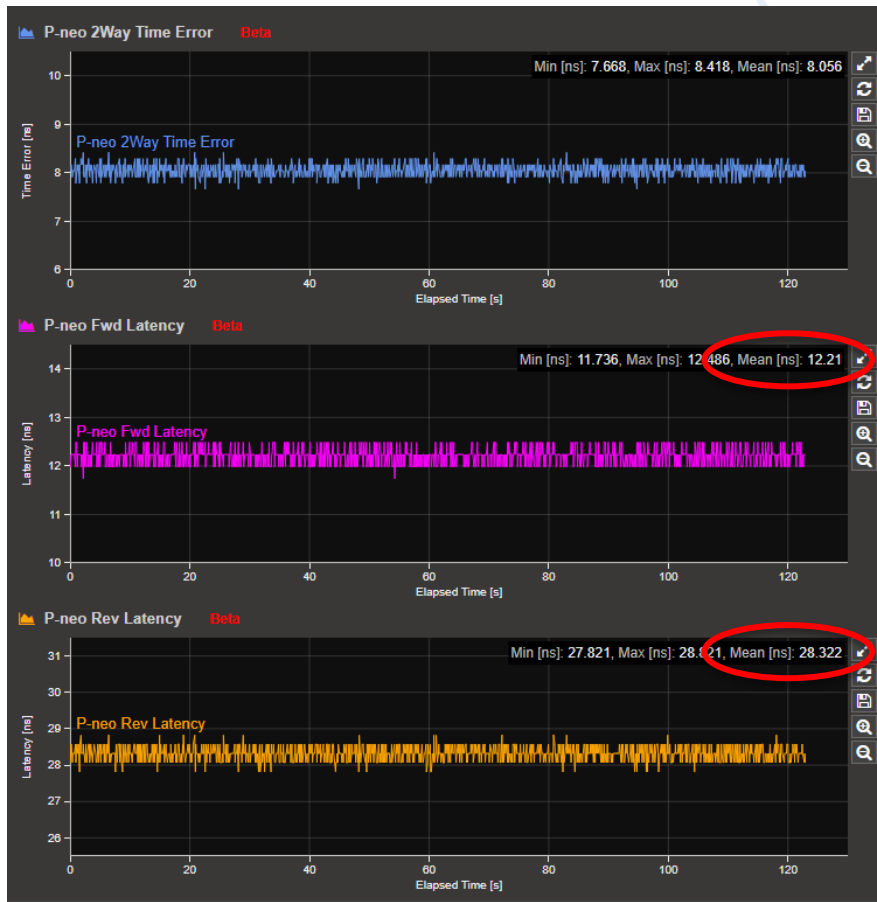 P-neo 2Way Time Error Beta
Min [ns]: 7.668, Max [ns]: 8.418, Mean [ns]: 8.056
P-neo 2Way Time Error
Time Error [ns]
10
9
8
7
6
0 20 40 60 80 100 120
Elapsed Time [s]
P-neo Fwd Latency Beta
Min [ns]: 11.736, Max [ns]: 12.486, Mean [ns]: 12.21
P-neo Fwd Latency
Latency [ns]
14
13
12
11
10
0 20 40 60 80 100 120
Elapsed Time [s]
P-neo Rev Latency Beta
Min [ns]: 27.821, Max [ns]: 28.821, Mean [ns]: 28.322
P-neo Rev Latency
Latency [ns]
31
30
29
28
27
26
0 20 40 60 80 100 120
Elapsed Time [s]